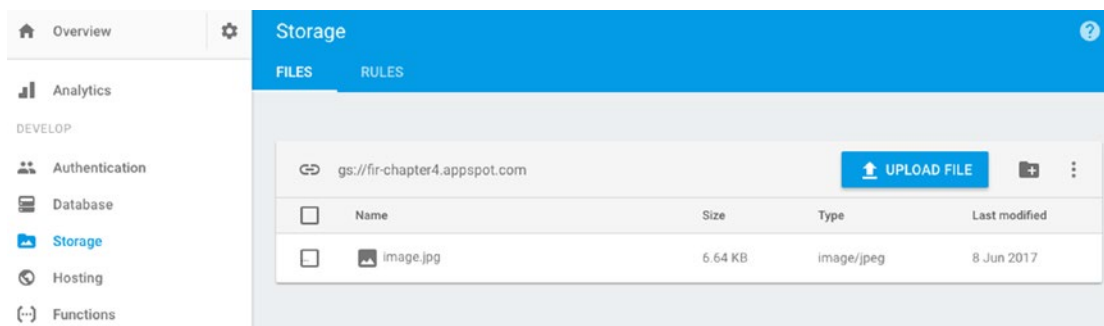 Overview
Analytics
DEVELOP
Authentication
Database
Storage
Hosting
Functions
Storage
FILES RULES
gs://fir-chapter4.appspot.com UPLOAD FILE
Name Size Type Last modified
image.jpg 6.64 KB image/jpeg 8 Jun 2017